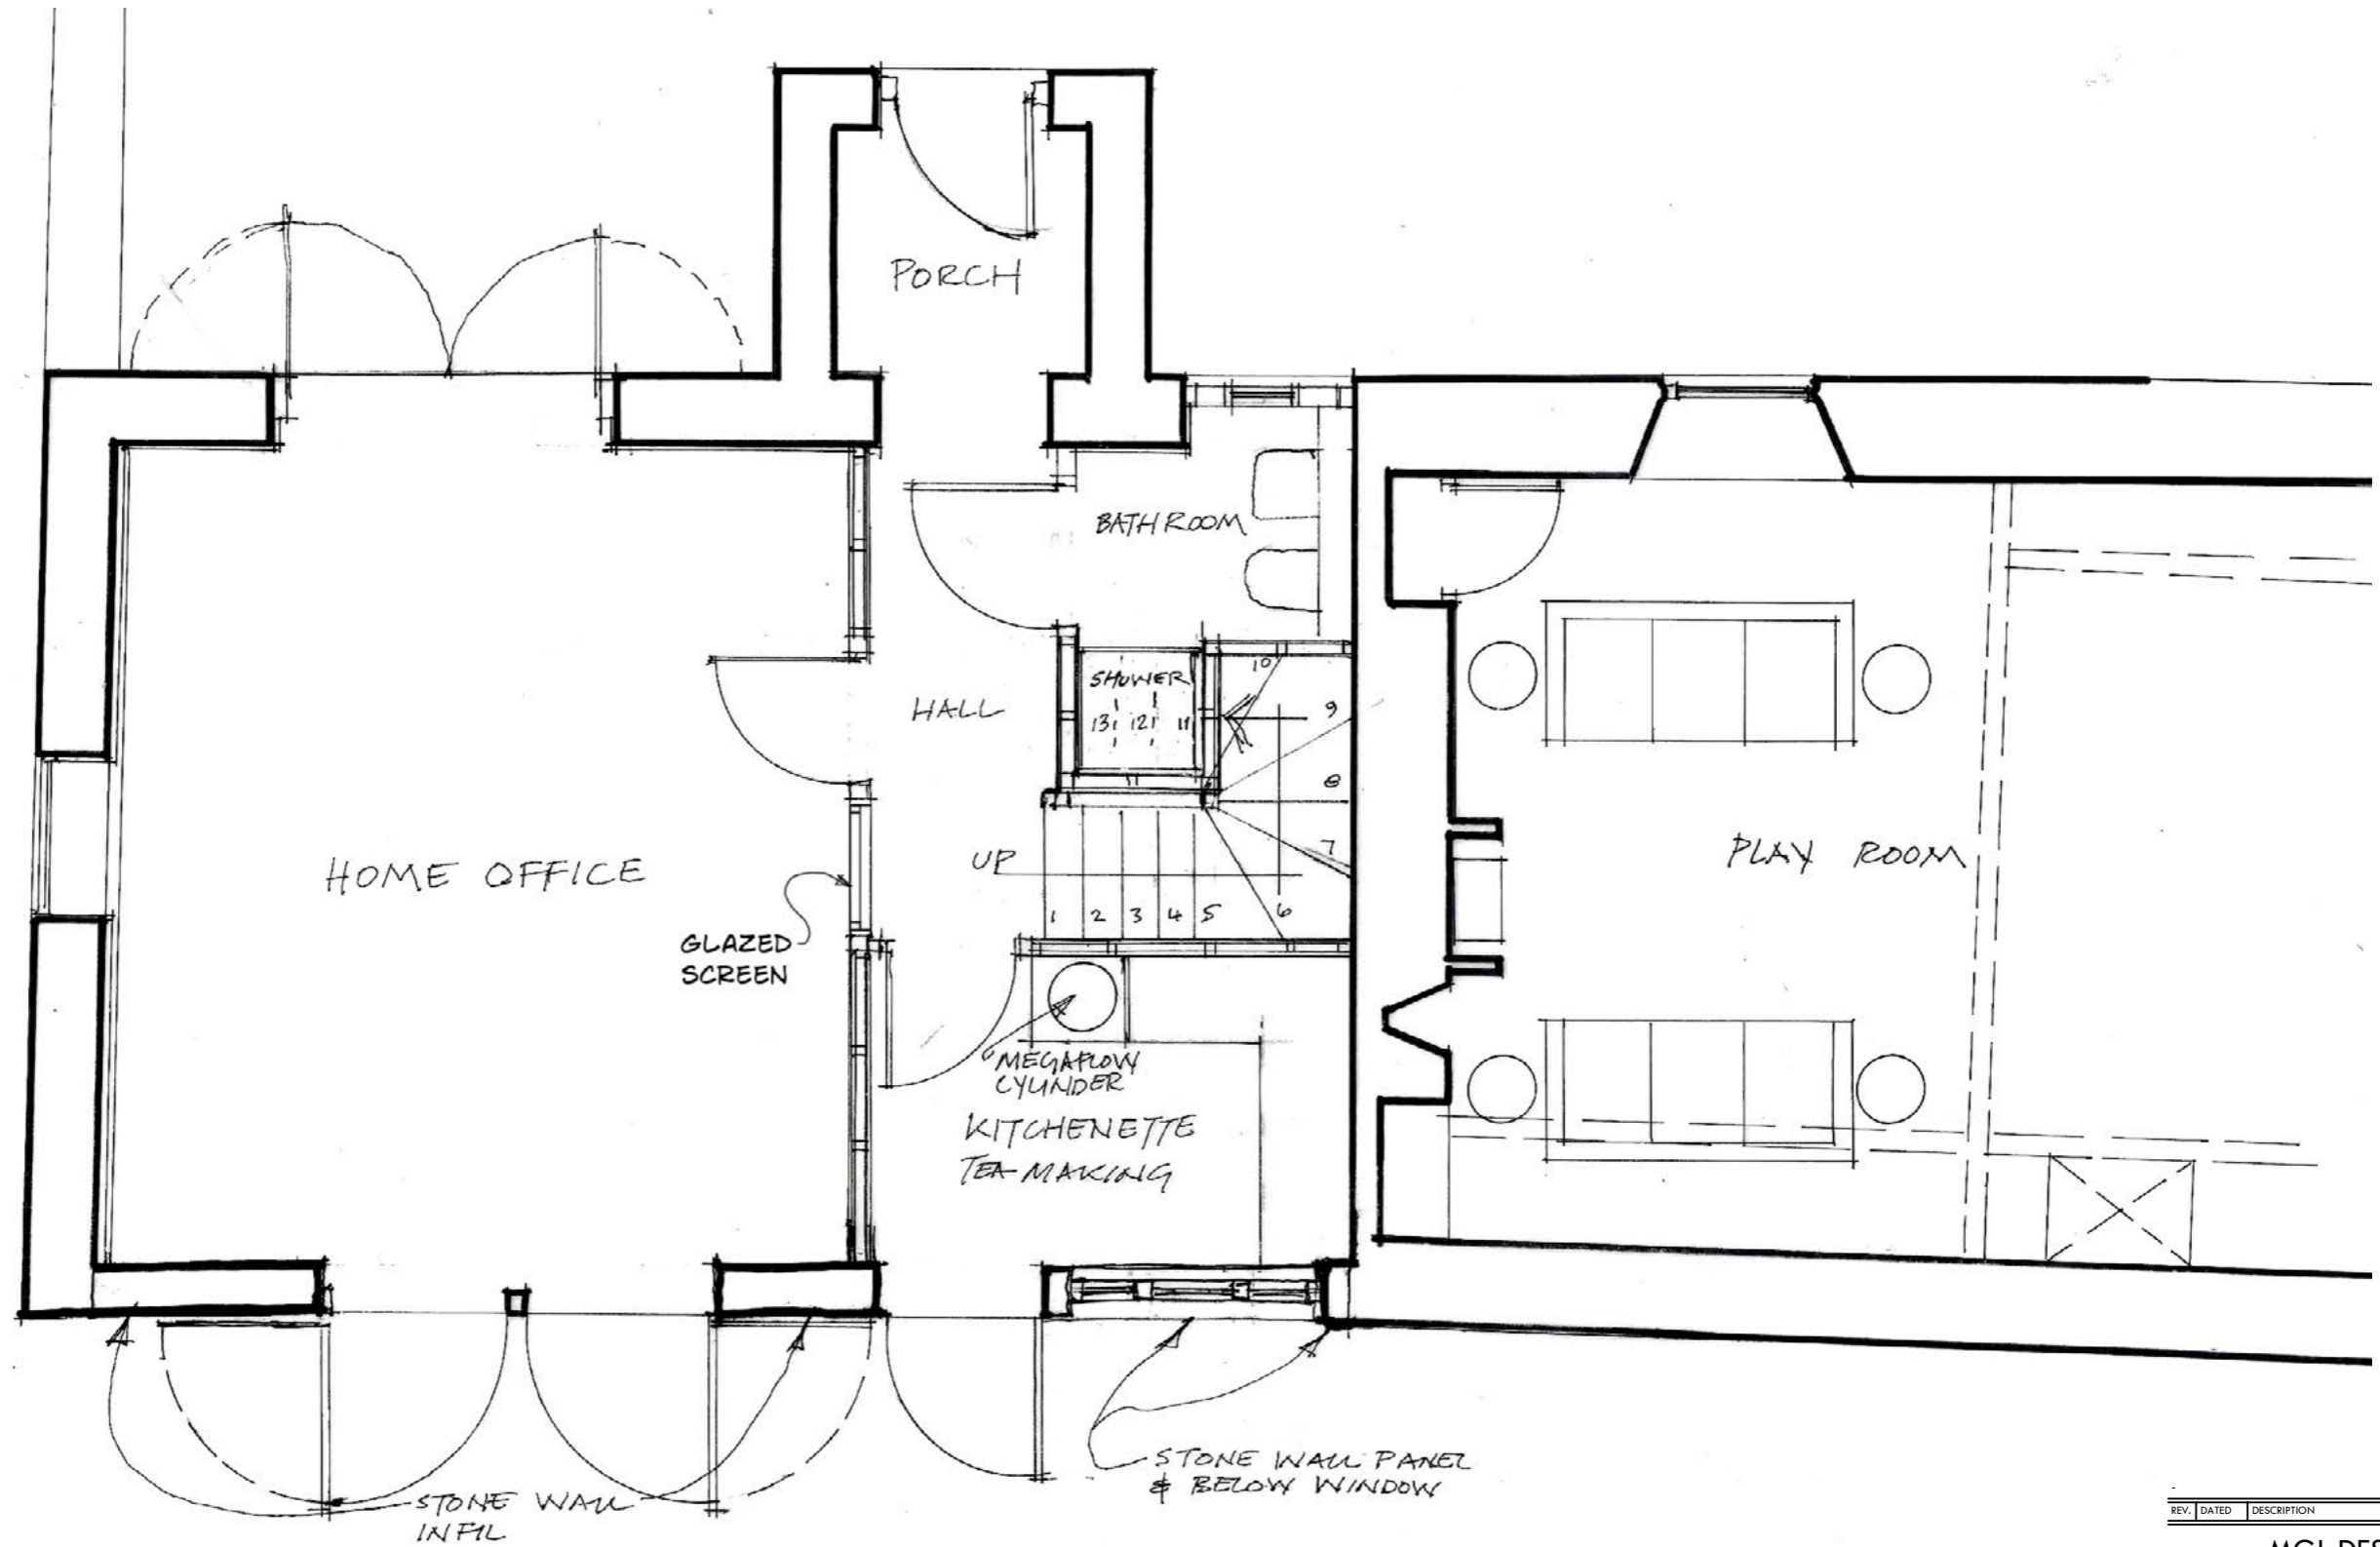 PORCH
BATHROOM
SHOWER
10
9
HALL
13 12 11
8
HOME OFFICE
UP
7
PLAY ROOM
1 2 3 4 5 6
GLAZED
SCREEN
MEGAFLOW
CYLINDER
KITCHENETTE
TEA MAKING
STONE WALL PANEL
& BELOW WINDOW
STONE WALL
INFIL
REV. DATED DESCRIPTION